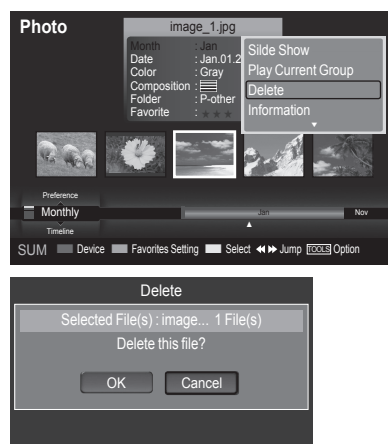 Photo
image_1.jpg
Month : Jan
Date : Jan.01.2
Color : Gray
Composition :
Folder : P-other
Favorite : ★ ★ ★
Silde Show
Play Current Group
Delete
Information
Preference
Monthly
Timeline
Jan
Nov
SUM Device Favorites Setting Select Jump TOOLS Option
Delete
Selected File(s) : image... 1 File(s)
Delete this file?
OK Cancel